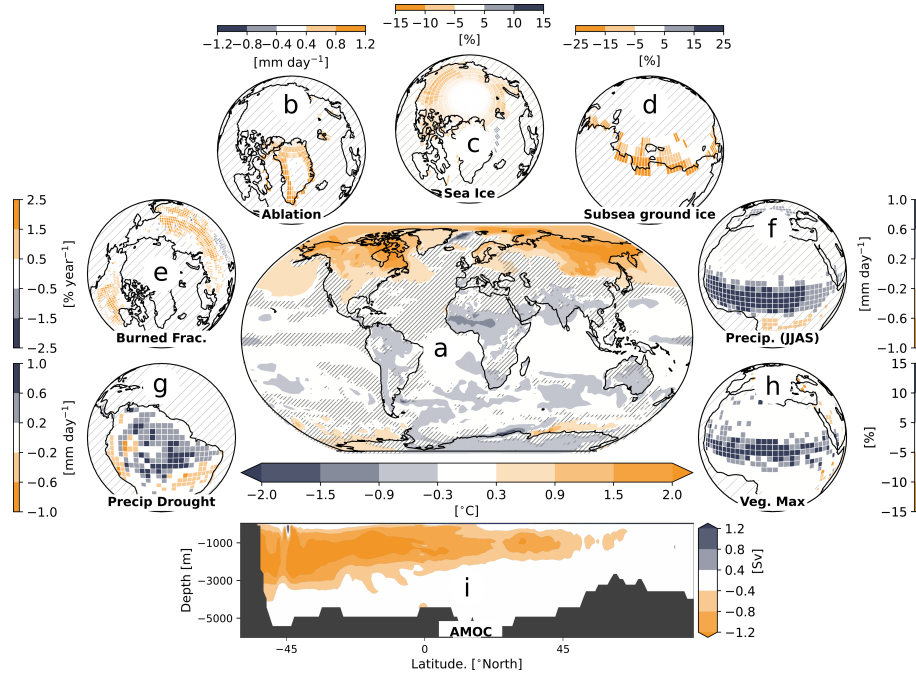 −15 −10 −5 5 10 15
[%]
−1.2 −0.8 −0.4 0.4 0.8 1.2
[mm day−1]
−25 −15 −5 5 15 25
[%]
b
Ablation
c
Sea Ice
d
Subsea ground ice
2.5
1.5
0.5
−0.5
−1.5
−2.5
[% year−1]
e
Burned Frac.
a
f
Precip. (JJAS)
1.0
0.6
0.2
−0.2
−0.6
−1.0
[mm day−1]
1.0
0.6
0.2
−0.2
−0.6
−1.0
[mm day−1]
g
Precip Drought
h
Veg. Max
15
10
5
−5
−10
−15
[%]
−2.0 −1.5 −0.9 −0.3 0.3 0.9 1.5 2.0
[°C]
Depth [m]
−1000
−3000
−5000
i
AMOC
−45 0 45
Latitude. [°North]
1.2
0.8
0.4
−0.4
−0.8
−1.2
[Sv]